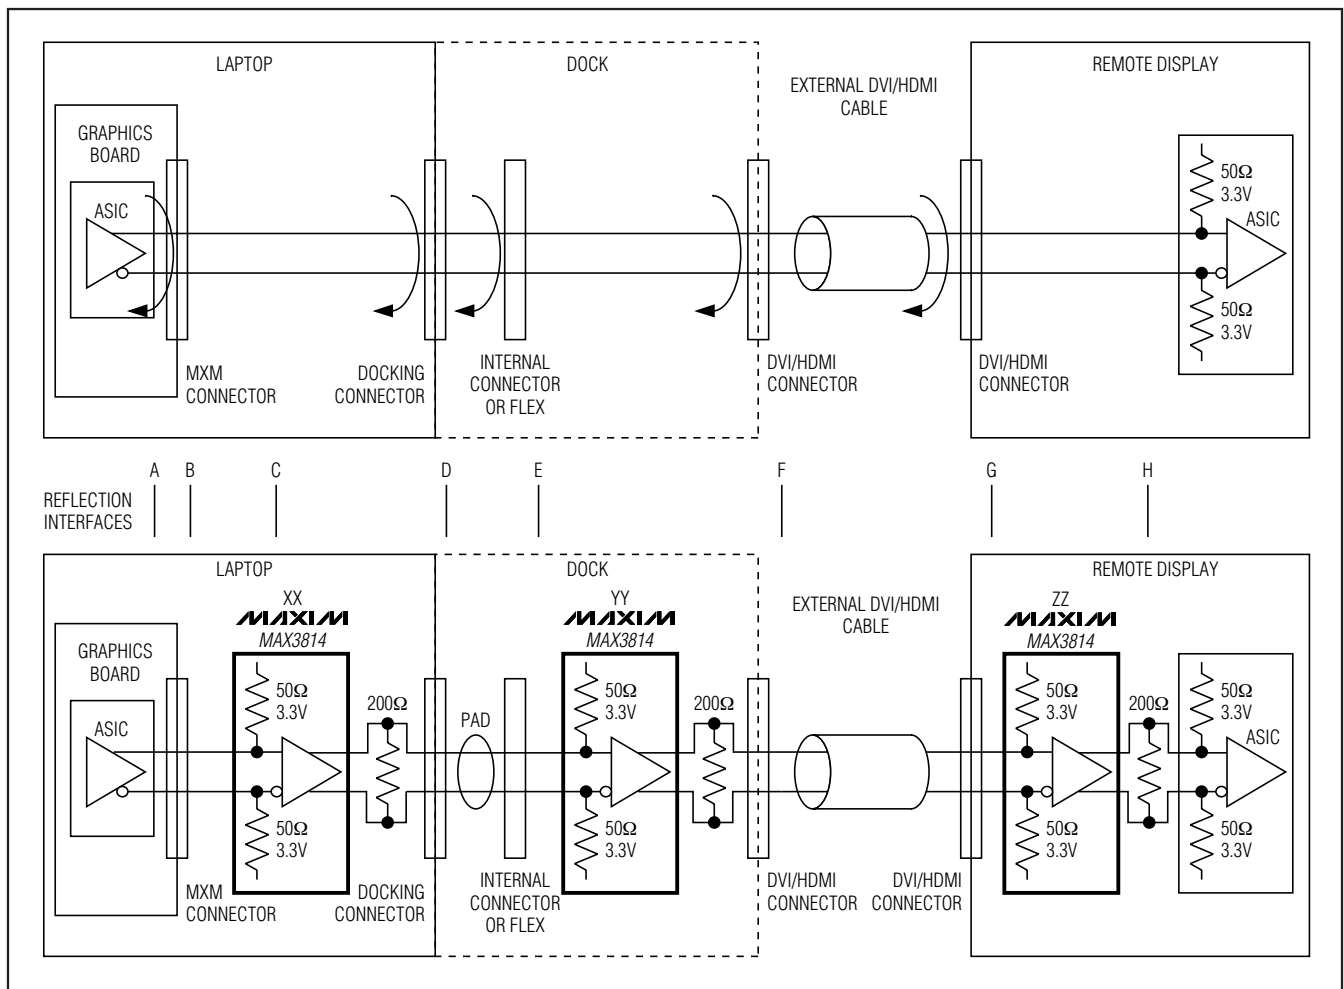 LAPTOP
DOCK
EXTERNAL DVI/HDMI
CABLE
REMOTE DISPLAY
GRAPHICS
BOARD
ASIC
50Ω
3.3V
ASIC
50Ω
3.3V
MXM
CONNECTOR
DOCKING
CONNECTOR
INTERNAL
CONNECTOR
OR FLEX
DVI/HDMI
CONNECTOR
DVI/HDMI
CONNECTOR
REFLECTION
INTERFACES
A B C D E F G H
LAPTOP
DOCK
EXTERNAL DVI/HDMI
CABLE
REMOTE DISPLAY
XX
MAXIM
MAX3814
YY
MAXIM
MAX3814
ZZ
MAXIM
MAX3814
GRAPHICS
BOARD
ASIC
50Ω
3.3V
50Ω
3.3V
200Ω
PAD
50Ω
3.3V
50Ω
3.3V
200Ω
50Ω
3.3V
50Ω
3.3V
200Ω
50Ω
3.3V
ASIC
50Ω
3.3V
MXM
CONNECTOR
DOCKING
CONNECTOR
INTERNAL
CONNECTOR
OR FLEX
DVI/HDMI
CONNECTOR
DVI/HDMI
CONNECTOR